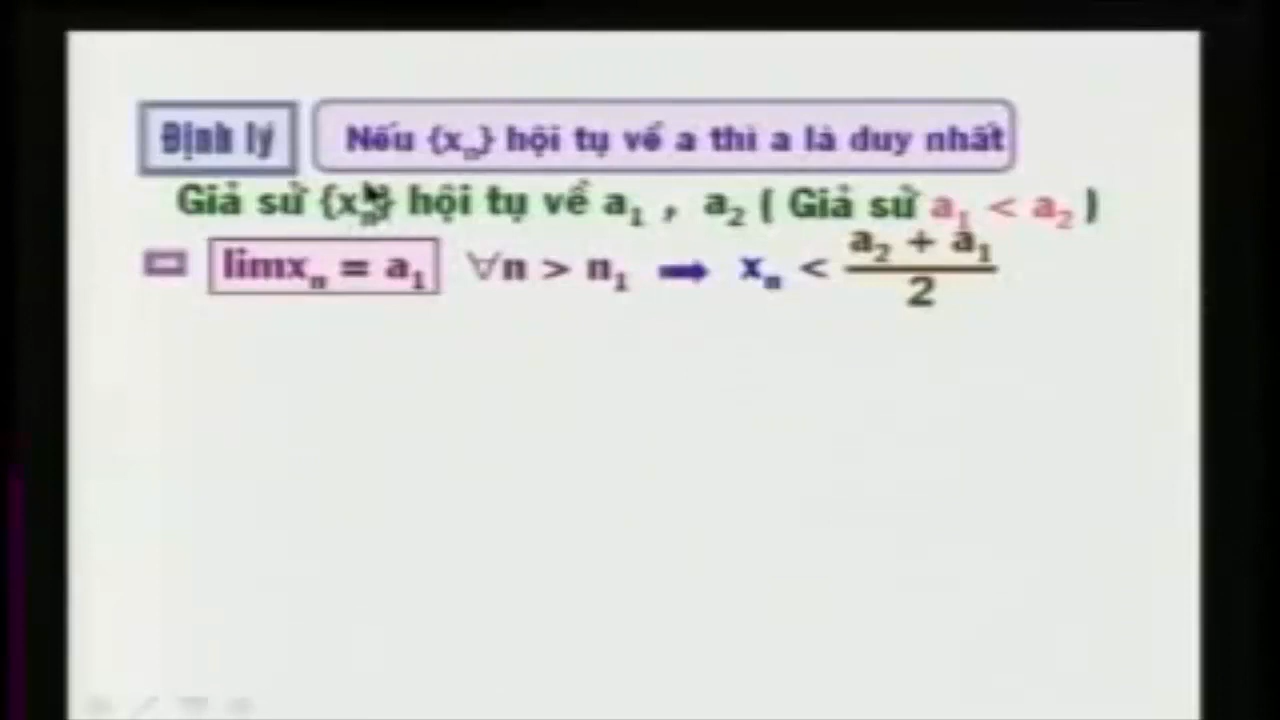 Định lý Nếu {xₙ} hội tụ về a thì a là duy nhất
Giả sử {xₙ} hội tụ về a₁ , a₂ ( Giả sử a₁ < a₂ )
limxₙ = a₁ ∀n > n₁ ➡ xₙ < (a₂ + a₁)/2